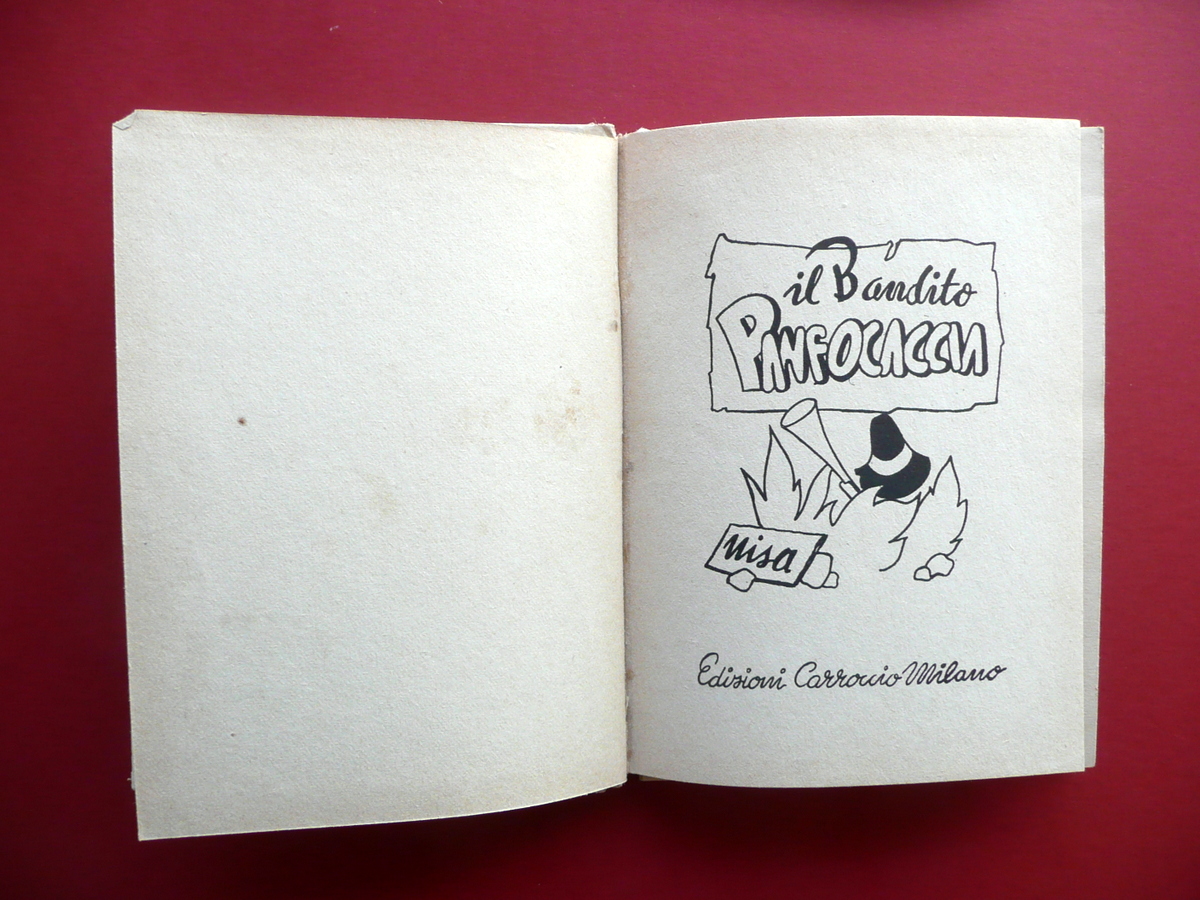 il Bandito
PANFOCACCIA
nisa
Edizioni Carroccio Milano